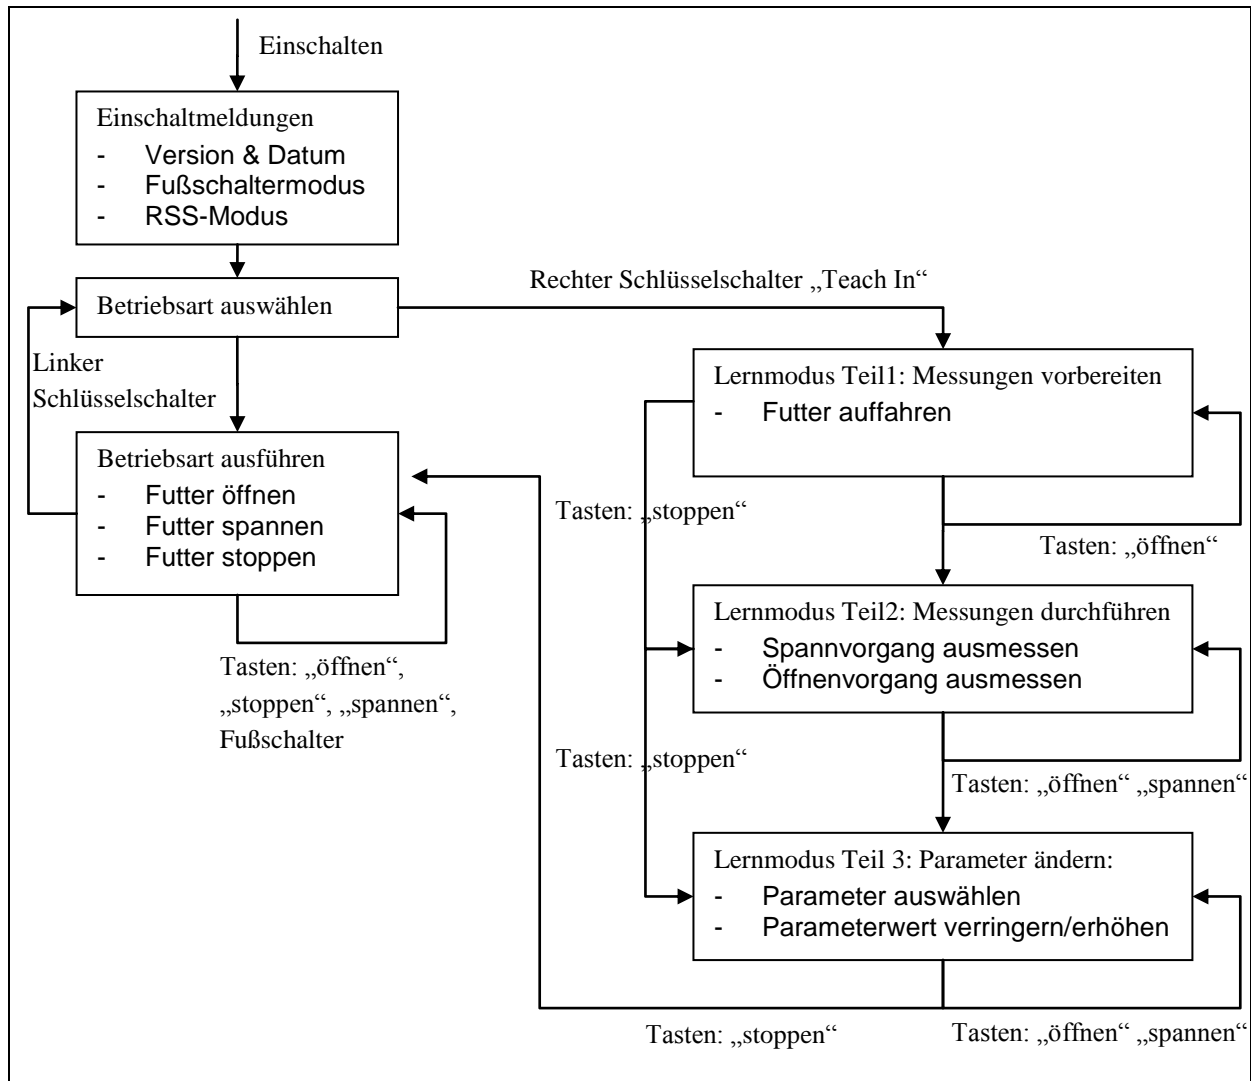 Einschalten
Einschaltmeldungen
- Version & Datum
- Fußschaltermodus
- RSS-Modus
Rechter Schlüsselschalter „Teach In“
Betriebsart auswählen
Linker
Schlüsselschalter
Lernmodus Teil1: Messungen vorbereiten
- Futter auffahren
Betriebsart ausführen
- Futter öffnen
- Futter spannen
- Futter stoppen
Tasten: „stoppen“
Tasten: „öffnen“
Lernmodus Teil2: Messungen durchführen
- Spannvorgang ausmessen
- Öffnenvorgang ausmessen
Tasten: „öffnen“,
„stoppen“, „spannen“,
Fußschalter
Tasten: „stoppen“
Tasten: „öffnen“ „spannen“
Lernmodus Teil 3: Parameter ändern:
- Parameter auswählen
- Parameterwert verringern/erhöhen
Tasten: „stoppen“
Tasten: „öffnen“ „spannen“